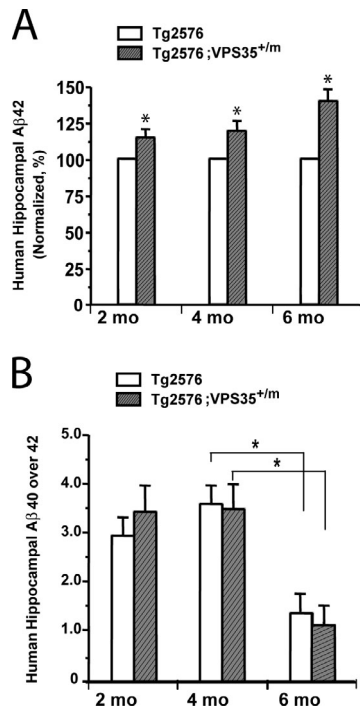 A
Tg2576
Tg2576 ;VPS35+/m
Human Hippocampal Aβ42
(Normalized, %)
150
125
100
75
50
25
0
*
*
*
2 mo
4 mo
6 mo
B
Tg2576
Tg2576 ;VPS35+/m
Human Hippocampal Aβ 40 over 42
5.0
4.0
3.0
2.0
1.0
*
*
2 mo
4 mo
6 mo